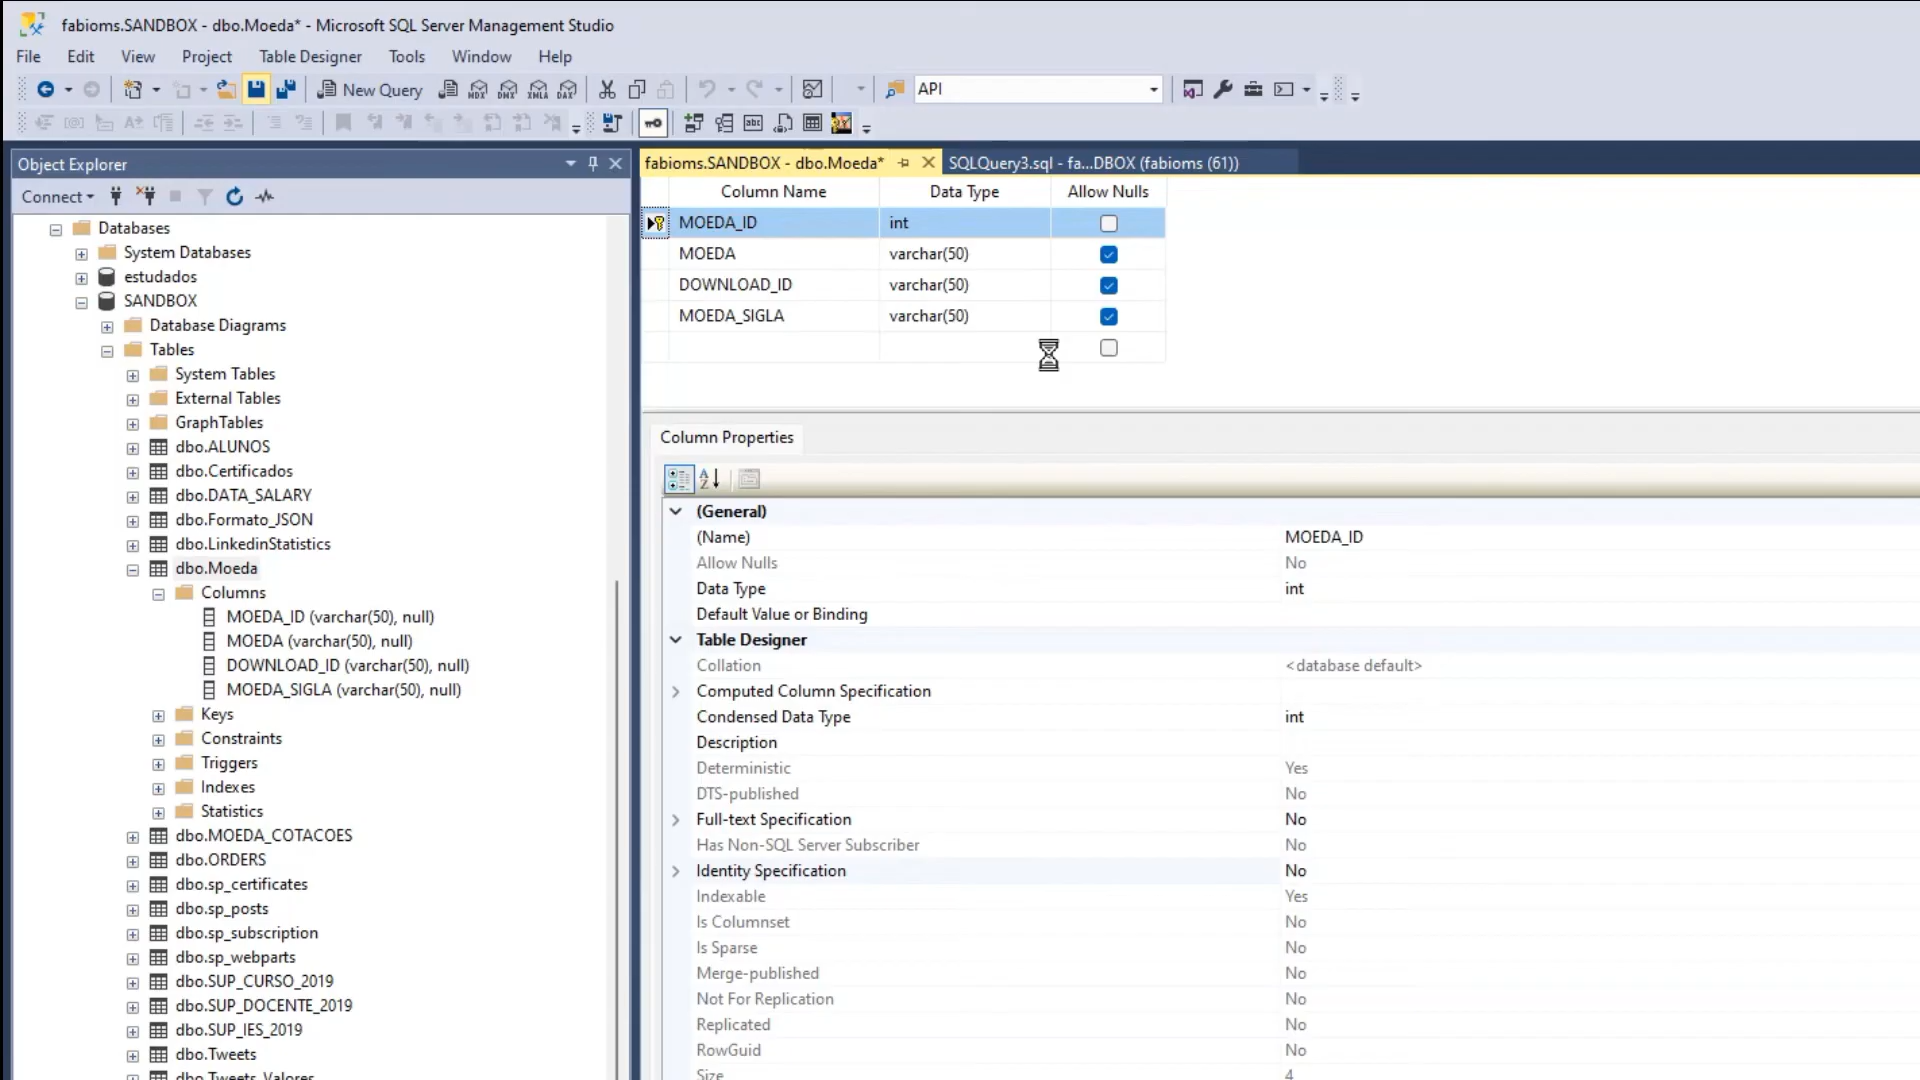 fabioms.SANDBOX - dbo.Moeda* - Microsoft SQL Server Management Studio
File Edit View Project Table Designer Tools Window Help
New Query MDX DMX XMLA DAX API
Object Explorer
Connect
Databases
System Databases
estudados
SANDBOX
Database Diagrams
Tables
System Tables
External Tables
GraphTables
dbo.ALUNOS
dbo.Certificados
dbo.DATA_SALARY
dbo.Formato_JSON
dbo.LinkedinStatistics
dbo.Moeda
Columns
MOEDA_ID (varchar(50), null)
MOEDA (varchar(50), null)
DOWNLOAD_ID (varchar(50), null)
MOEDA_SIGLA (varchar(50), null)
Keys
Constraints
Triggers
Indexes
Statistics
dbo.MOEDA_COTACOES
dbo.ORDERS
dbo.sp_certificates
dbo.sp_posts
dbo.sp_subscription
dbo.sp_webparts
dbo.SUP_CURSO_2019
dbo.SUP_DOCENTE_2019
dbo.SUP_IES_2019
dbo.Tweets
dbo.Tweets_Valores
fabioms.SANDBOX - dbo.Moeda* SQLQuery3.sql - fa...DBOX (fabioms (61))
Column Name Data Type Allow Nulls
MOEDA_ID int
MOEDA varchar(50)
DOWNLOAD_ID varchar(50)
MOEDA_SIGLA varchar(50)
Column Properties
(General)
(Name) MOEDA_ID
Allow Nulls No
Data Type int
Default Value or Binding
Table Designer
Collation <database default>
Computed Column Specification
Condensed Data Type int
Description
Deterministic Yes
DTS-published No
Full-text Specification No
Has Non-SQL Server Subscriber No
Identity Specification No
Indexable Yes
Is Columnset No
Is Sparse No
Merge-published No
Not For Replication No
Replicated No
RowGuid No
Size 4